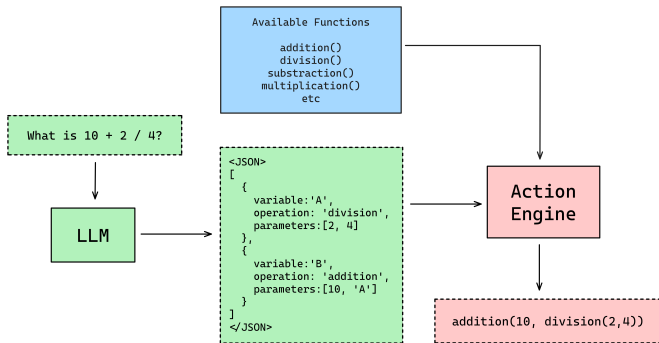 Available Functions
addition()
division()
substraction()
multiplication()
etc
What is 10 + 2 / 4?
LLM
<JSON>
[
  {
    variable:'A',
    operation: 'division',
    parameters:[2, 4]
  },
  {
    variable:'B',
    operation: 'addition',
    parameters:[10, 'A']
  }
]
</JSON>
Action
Engine
addition(10, division(2,4))